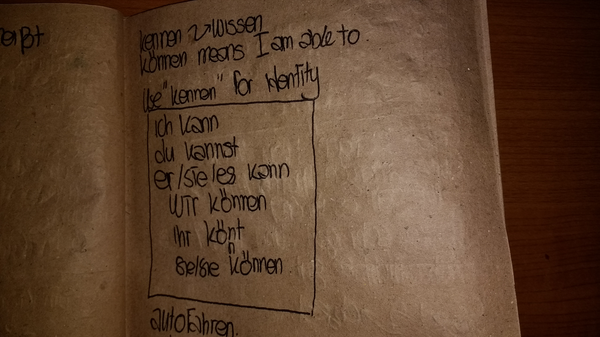 eißt
kennen ↝ wissen
können means I am able to.
use "kennen" for Identity
ich kann
du kannst
er/sie/es kann
wir können
ihr könnt
sie/sie können
autoFahren.